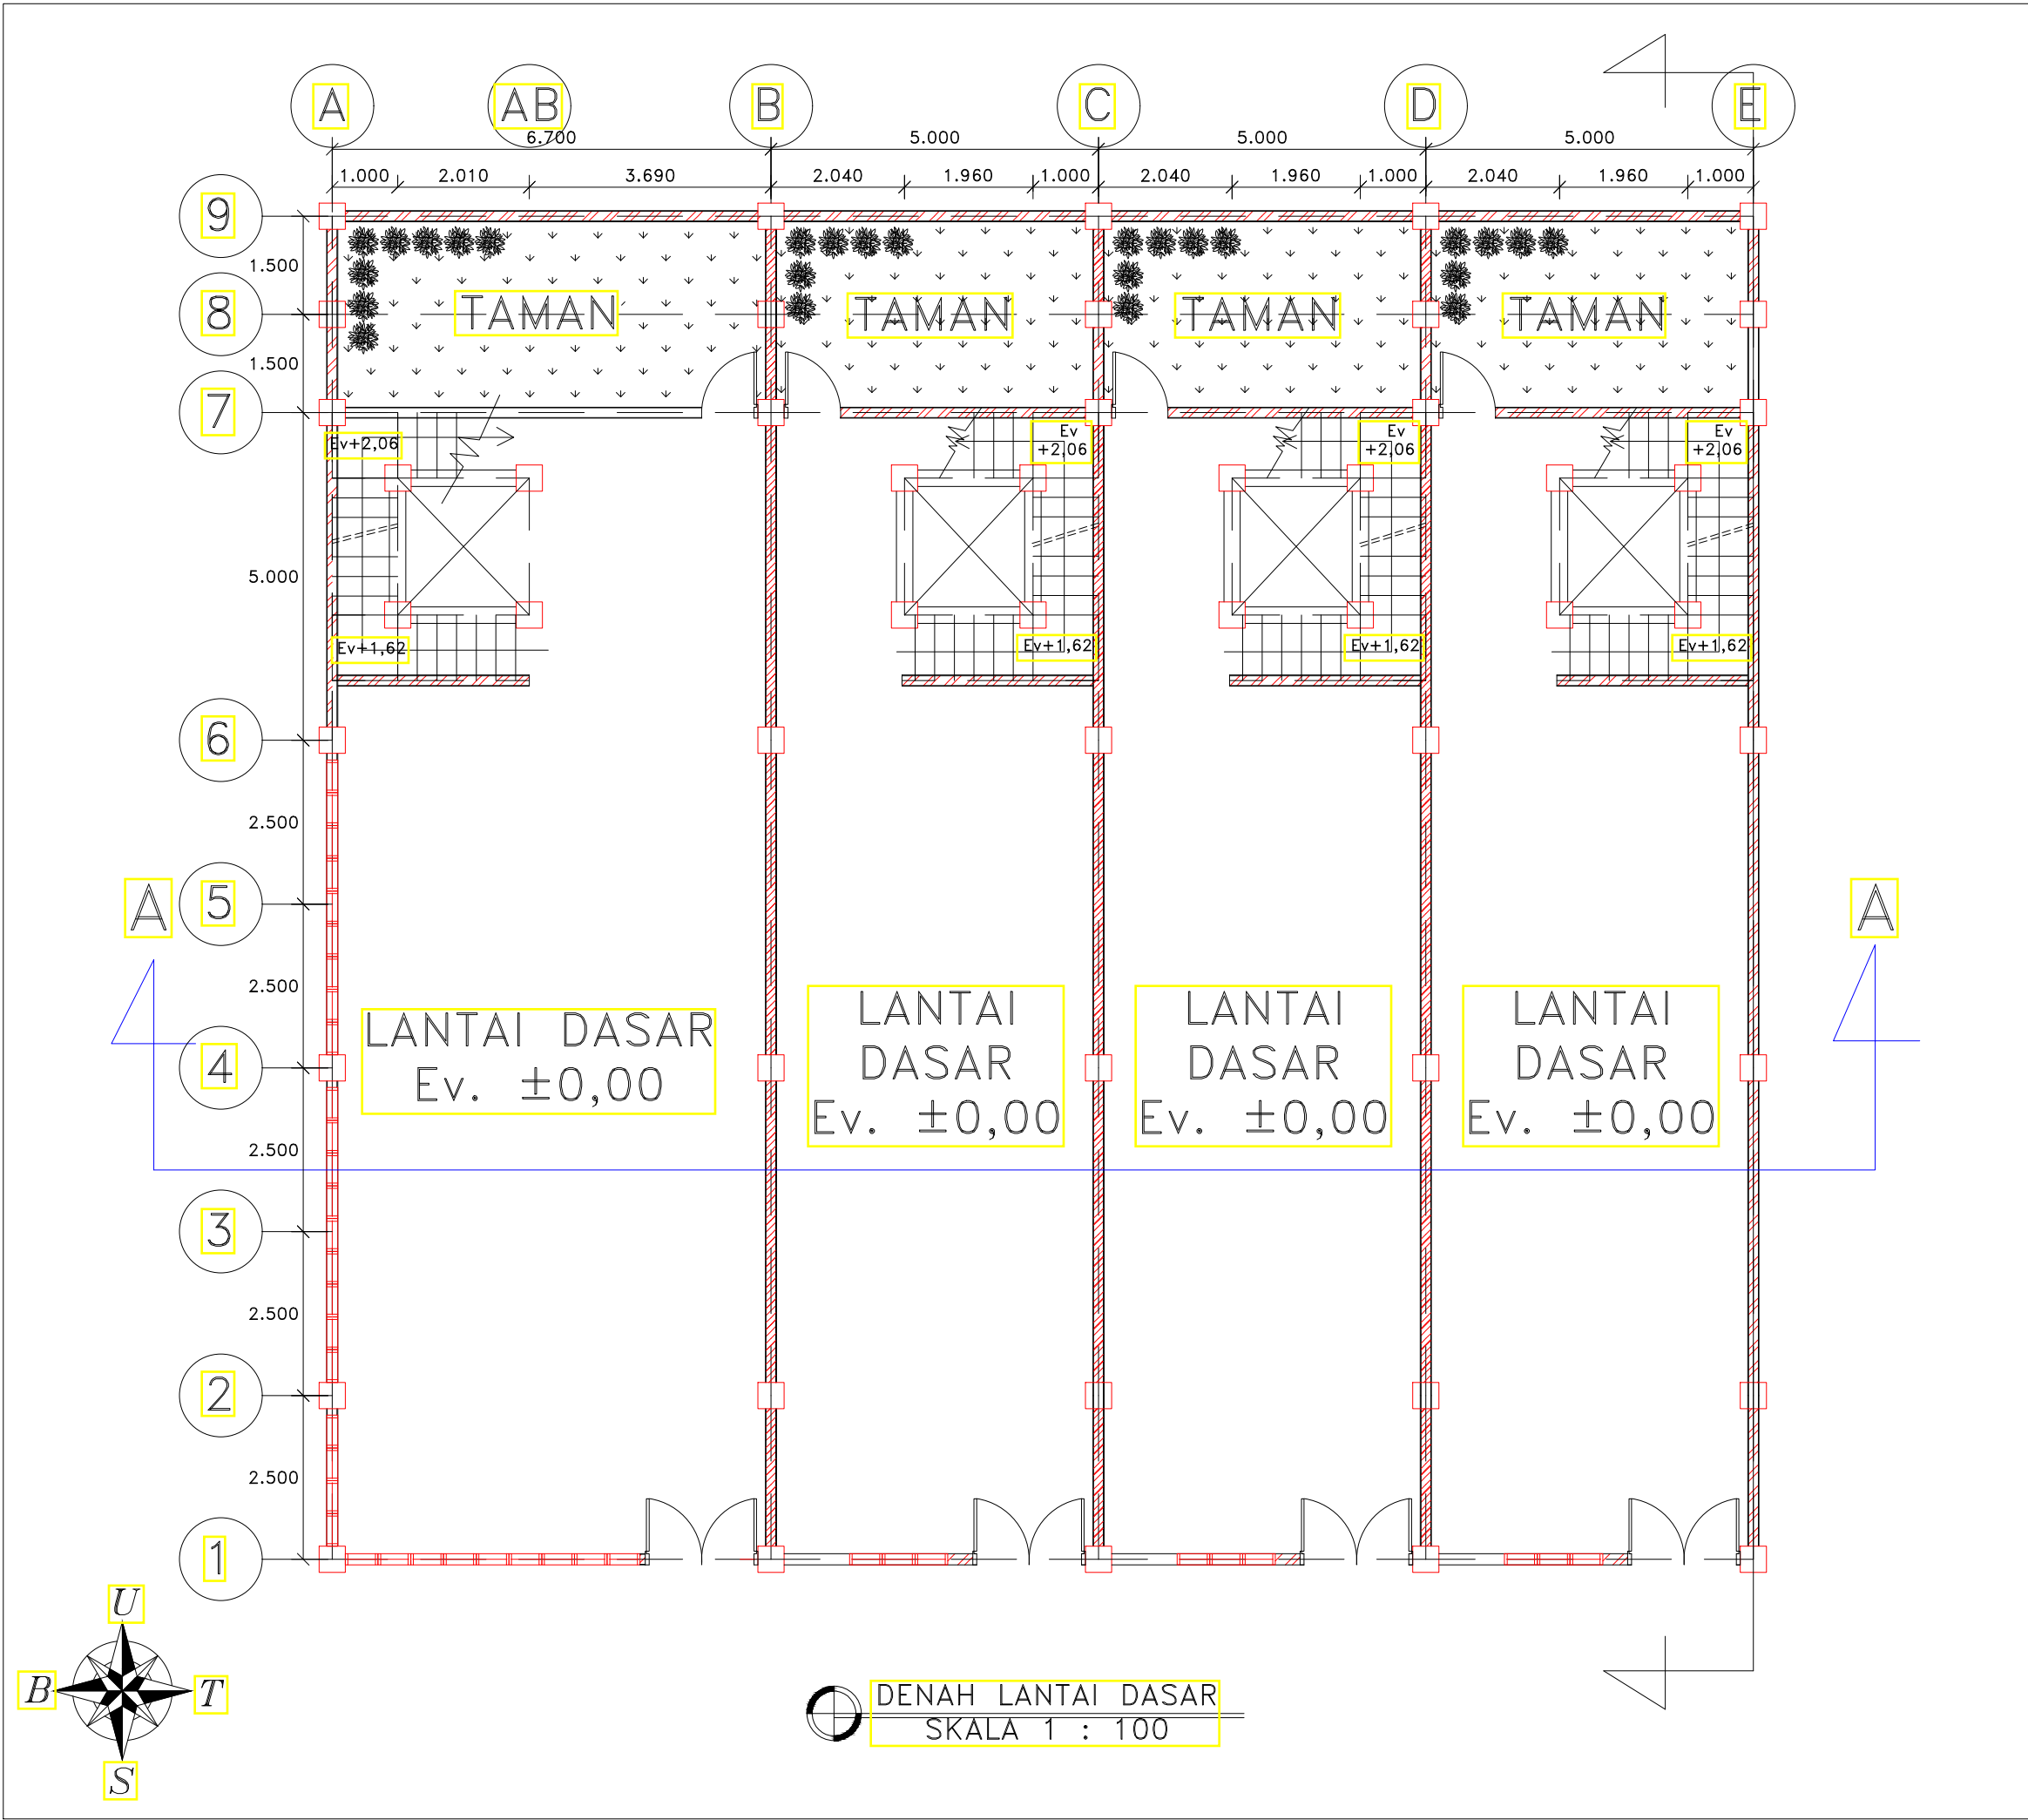 A AB B C D E
6.700 5.000 5.000 5.000
1.000 2.010 3.690 2.040 1.960 1.000 2.040 1.960 1.000 2.040 1.960 1.000
9
1.500
8 TAMAN TAMAN TAMAN TAMAN
1.500
7
Ev+2,06
Ev
+2,06
Ev
+2,06
Ev
+2,06
5.000
Ev+1,62 Ev+1,62 Ev+1,62 Ev+1,62
6
2.500
A 5 A
2.500
LANTAI DASAR
Ev. ±0,00
LANTAI
DASAR
Ev. ±0,00
LANTAI
DASAR
Ev. ±0,00
LANTAI
DASAR
Ev. ±0,00
4
2.500
3
2.500
2
2.500
1
U
B T
S
DENAH LANTAI DASAR
SKALA 1 : 100